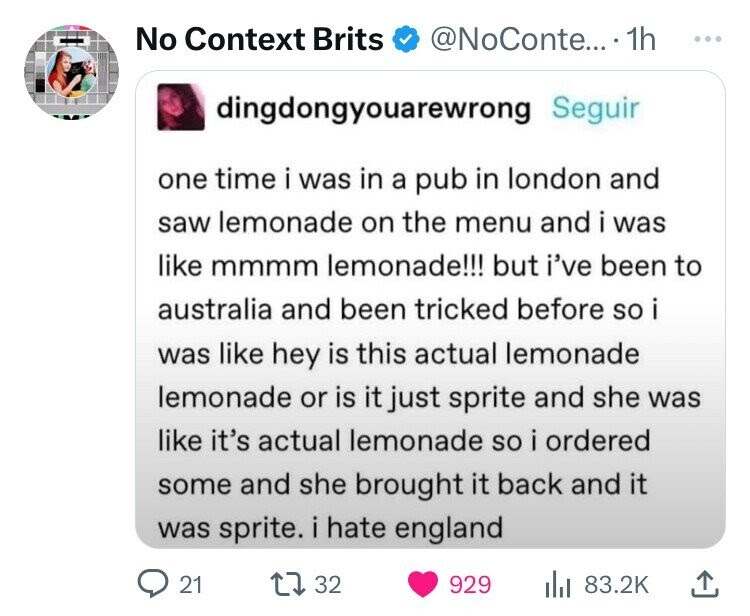 No Context Brits @NoConte... · 1h ...
dingdongyouarewrong Seguir
one time i was in a pub in london and
saw lemonade on the menu and i was
like mmmm lemonade!!! but i've been to
australia and been tricked before so i
was like hey is this actual lemonade
lemonade or is it just sprite and she was
like it's actual lemonade so i ordered
some and she brought it back and it
was sprite. i hate england
21 32 929 83.2K